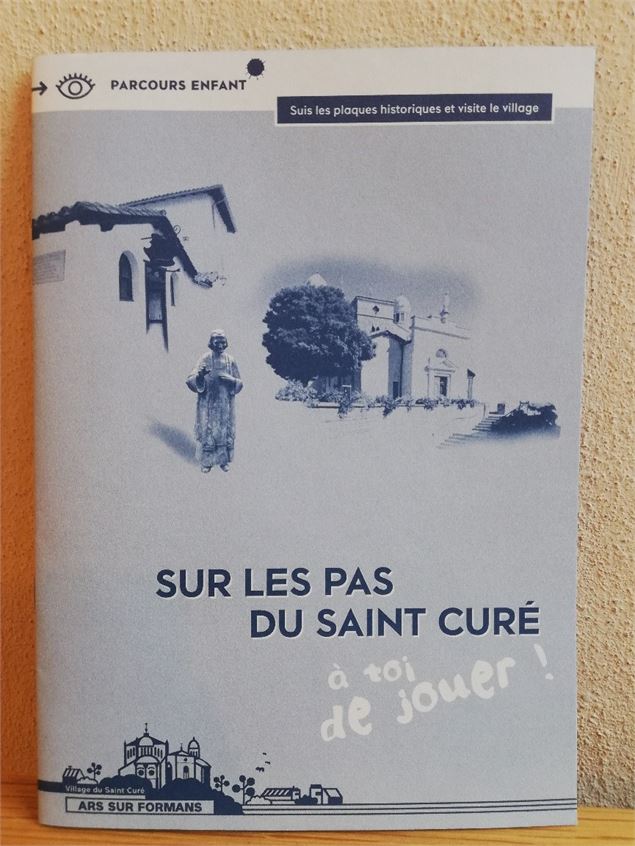 PARCOURS ENFANT
Suis les plaques historiques et visite le village
SUR LES PAS
DU SAINT CURÉ
à toi
de jouer !
Village du Saint Curé
ARS SUR FORMANS